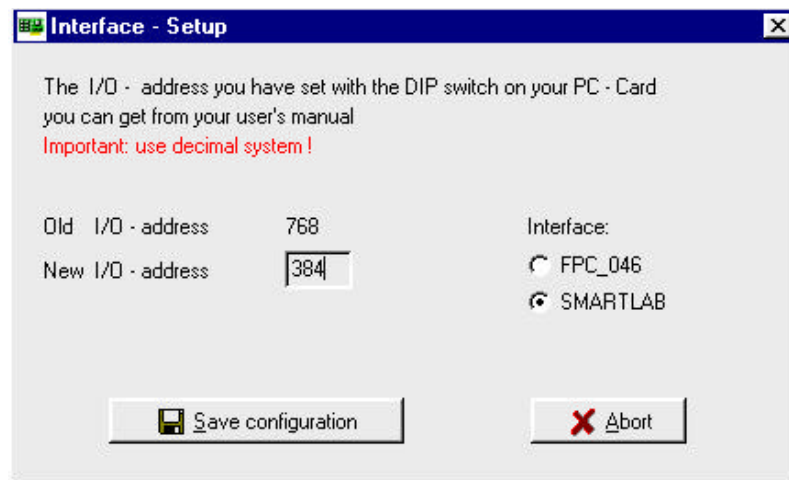 Interface - Setup
The I/O - address you have set with the DIP switch on your PC - Card
you can get from your user's manual
Important: use decimal system !
Old I/O - address 768
Interface:
New I/O - address 384
FPC_046
SMARTLAB
Save configuration
Abort